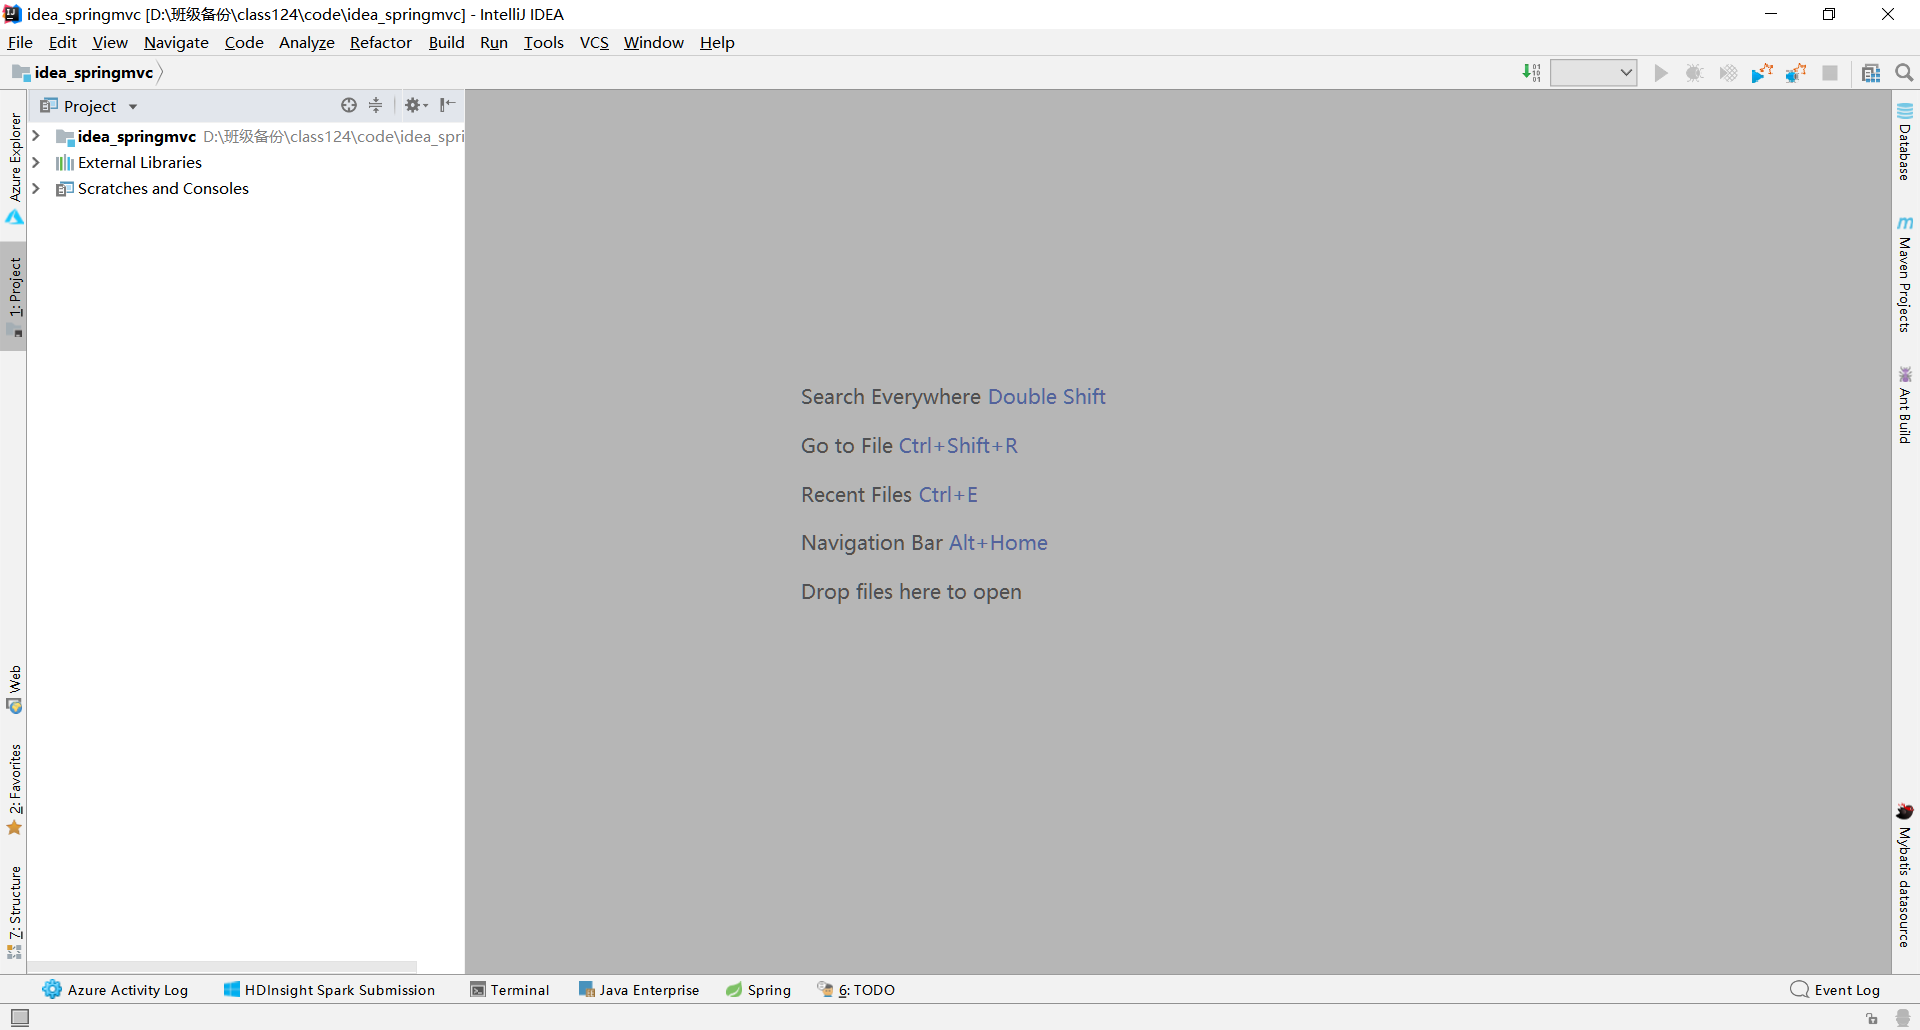 idea_springmvc [D:\班级备份\class124\code\idea_springmvc] - IntelliJ IDEA
File Edit View Navigate Code Analyze Refactor Build Run Tools VCS Window Help
idea_springmvc
Project
idea_springmvc D:\班级备份\class124\code\idea_spri
External Libraries
Scratches and Consoles
Azure Explorer
1: Project
Web
2: Favorites
7: Structure
Search Everywhere Double Shift
Go to File Ctrl+Shift+R
Recent Files Ctrl+E
Navigation Bar Alt+Home
Drop files here to open
Database
Maven Projects
Ant Build
Mybatis datasource
Azure Activity Log HDInsight Spark Submission Terminal Java Enterprise Spring 6: TODO Event Log